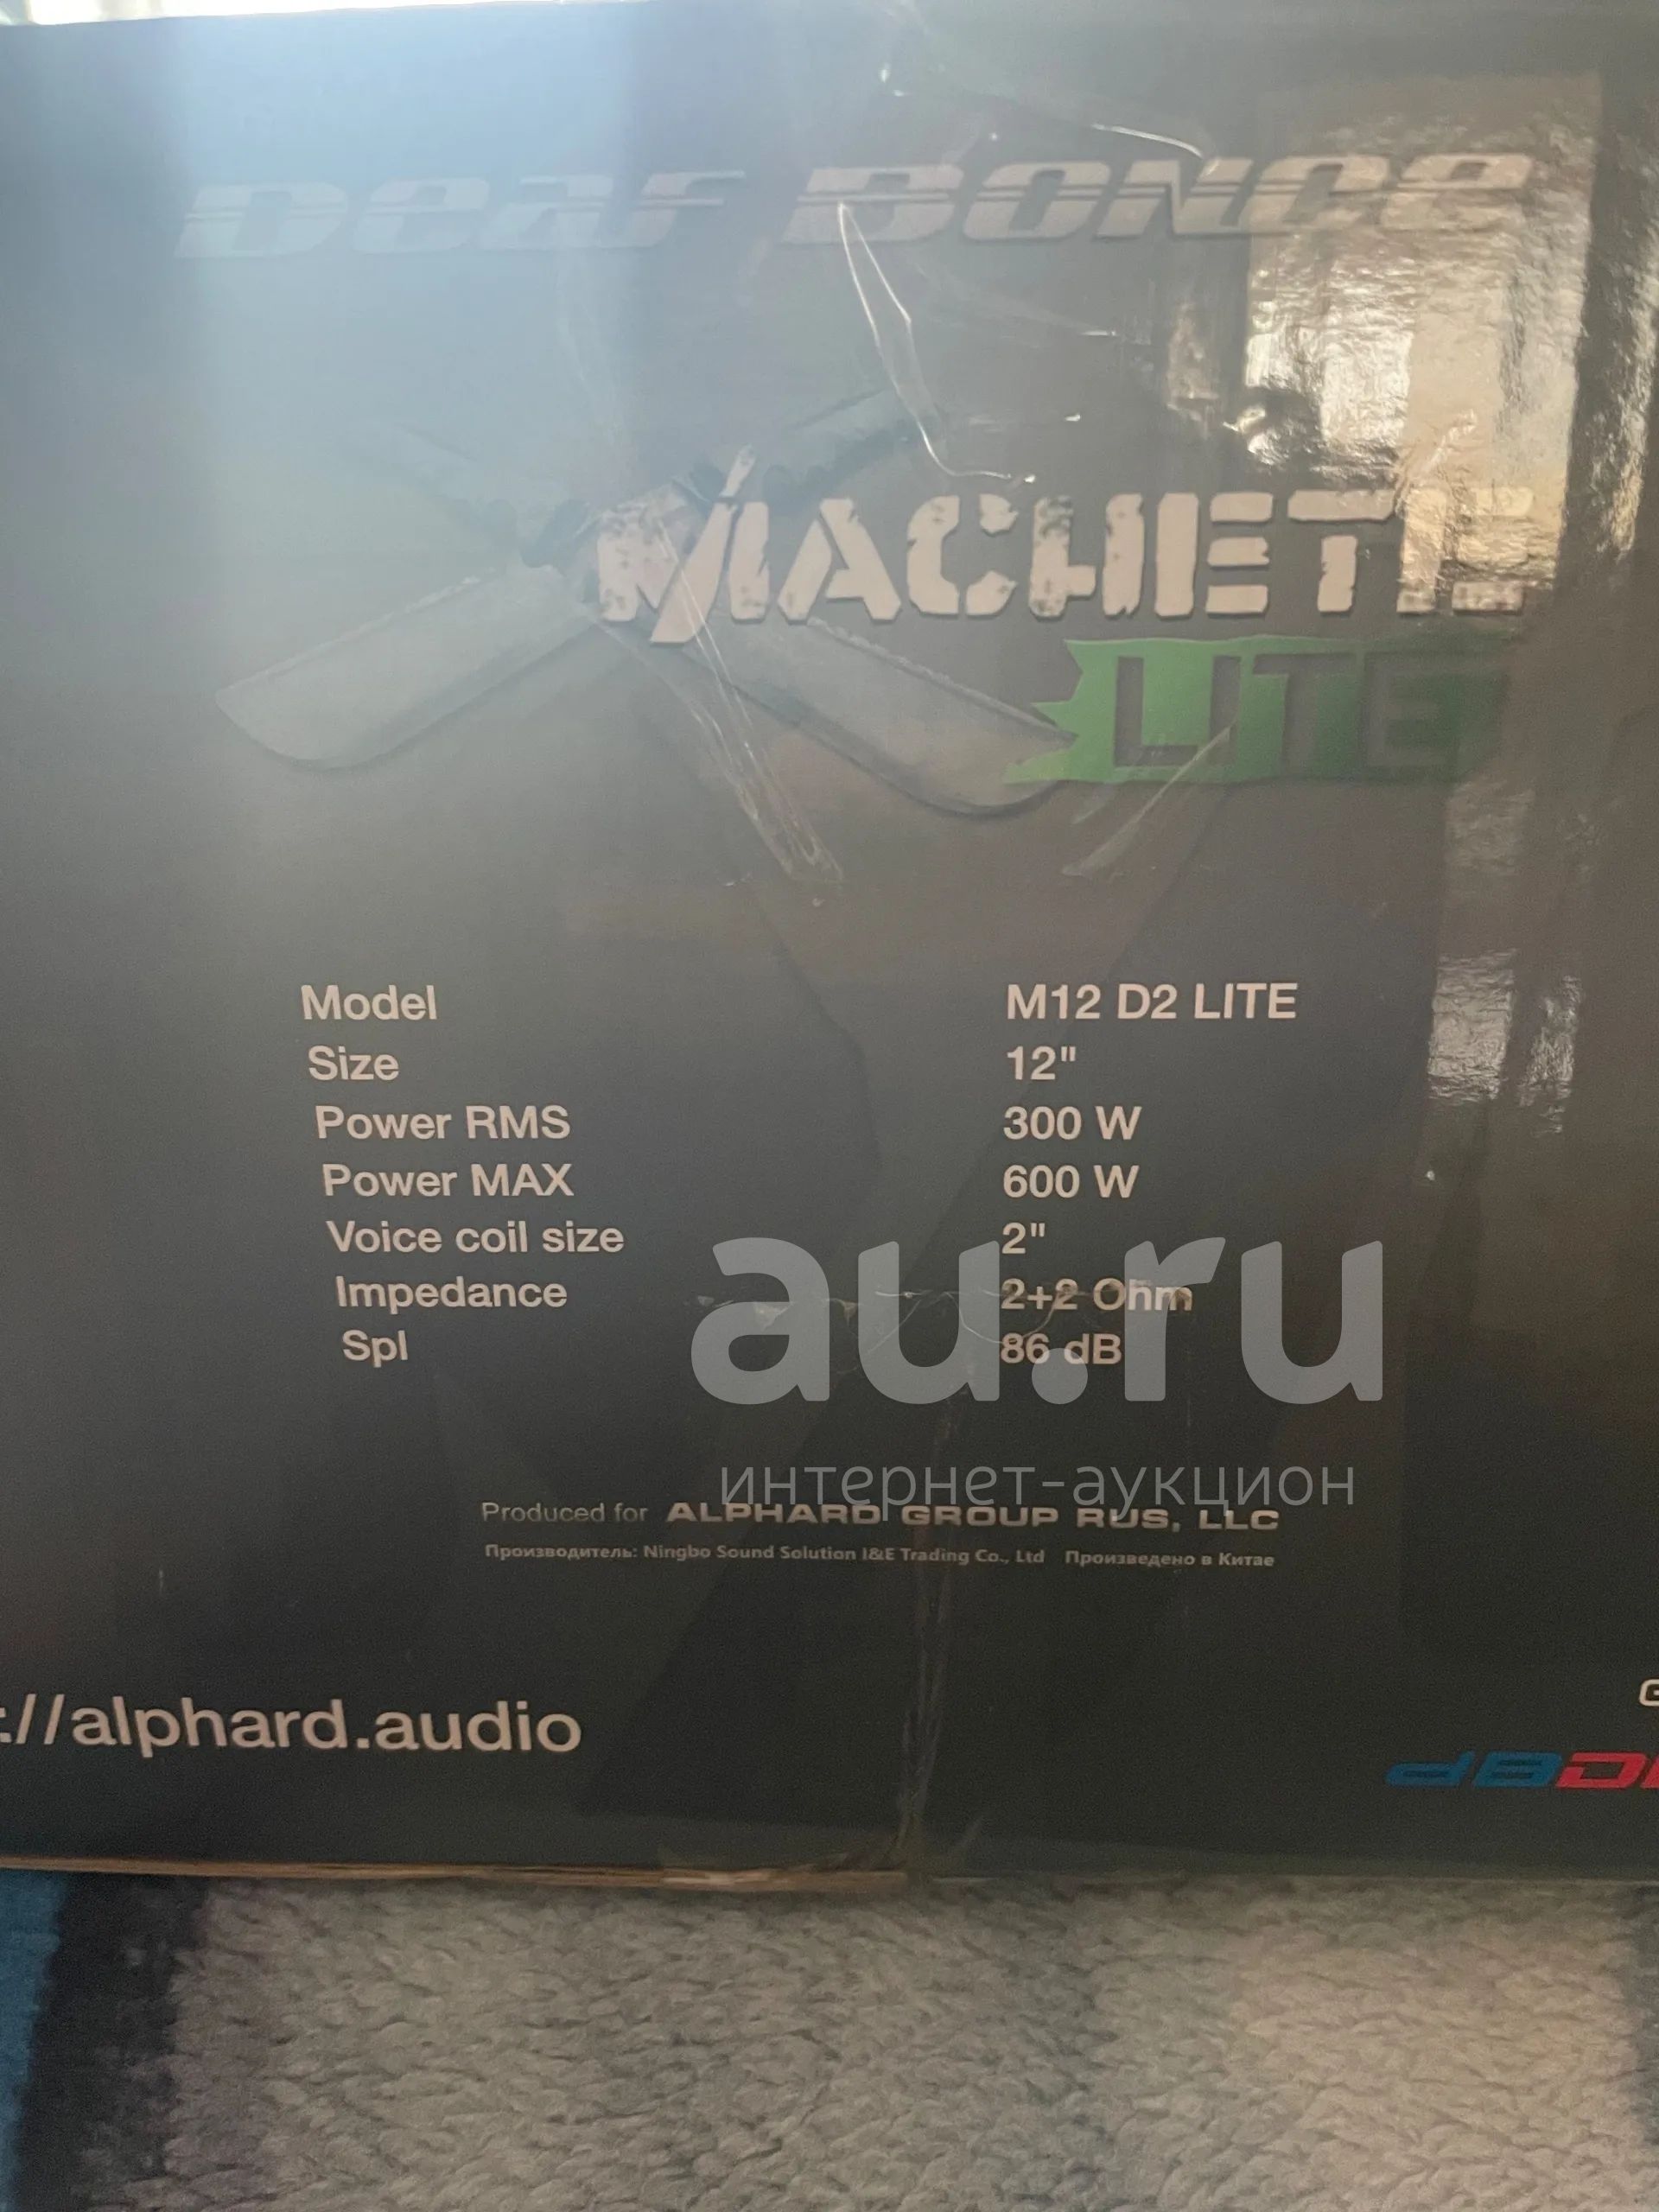 Deaf Bonce
MACHETE
LITE
Model M12 D2 LITE
Size 12"
Power RMS 300 W
Power MAX 600 W
Voice coil size 2"
Impedance 2+2 Ohm
Spl 86 dB
au.ru
интернет-аукцион
Produced for ALPHARD GROUP RUS, LLC
Производитель: Ningbo Sound Solution I&E Trading Co., Ltd Произведено в Китае
://alphard.audio